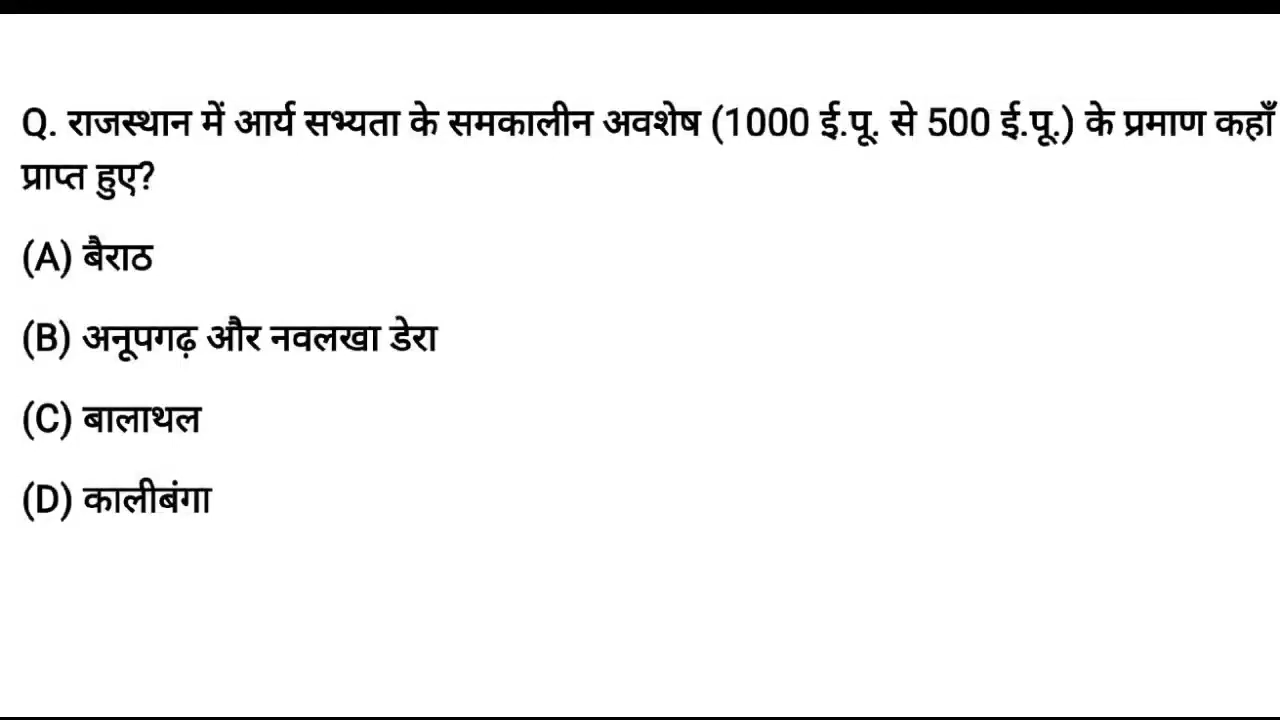 Q. राजस्थान में आर्य सभ्यता के समकालीन अवशेष (1000 ई.पू. से 500 ई.पू.) के प्रमाण कहाँ
प्राप्त हुए?
(A) बैराठ
(B) अनूपगढ़ और नवलखा डेरा
(C) बालाथल
(D) कालीबंगा